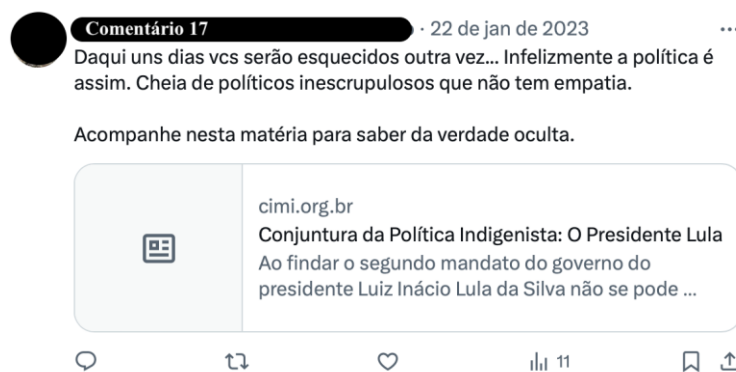 Comentário 17 · 22 de jan de 2023
Daqui uns dias vcs serão esquecidos outra vez... Infelizmente a política é
assim. Cheia de políticos inescrupulosos que não tem empatia.
Acompanhe nesta matéria para saber da verdade oculta.
cimi.org.br
Conjuntura da Política Indigenista: O Presidente Lula
Ao findar o segundo mandato do governo do
presidente Luiz Inácio Lula da Silva não se pode ...
11